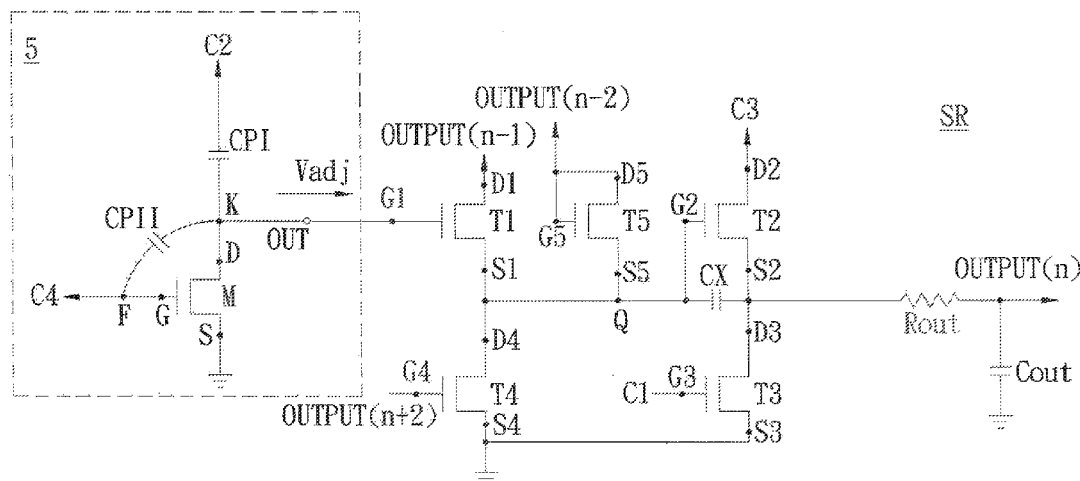 5
C2
CPI
Vadj
K
CPII
OUT
D
C4
F
G
M
S
OUTPUT(n-2)
OUTPUT(n-1)
C3
SR
D1
D5
D2
G1
T1
G5
T5
G2
T2
S1
S5
CX
S2
OUTPUT(n)
Q
Rout
D4
D3
G4
T4
C1
G3
T3
Cout
OUTPUT(n+2)
S4
S3